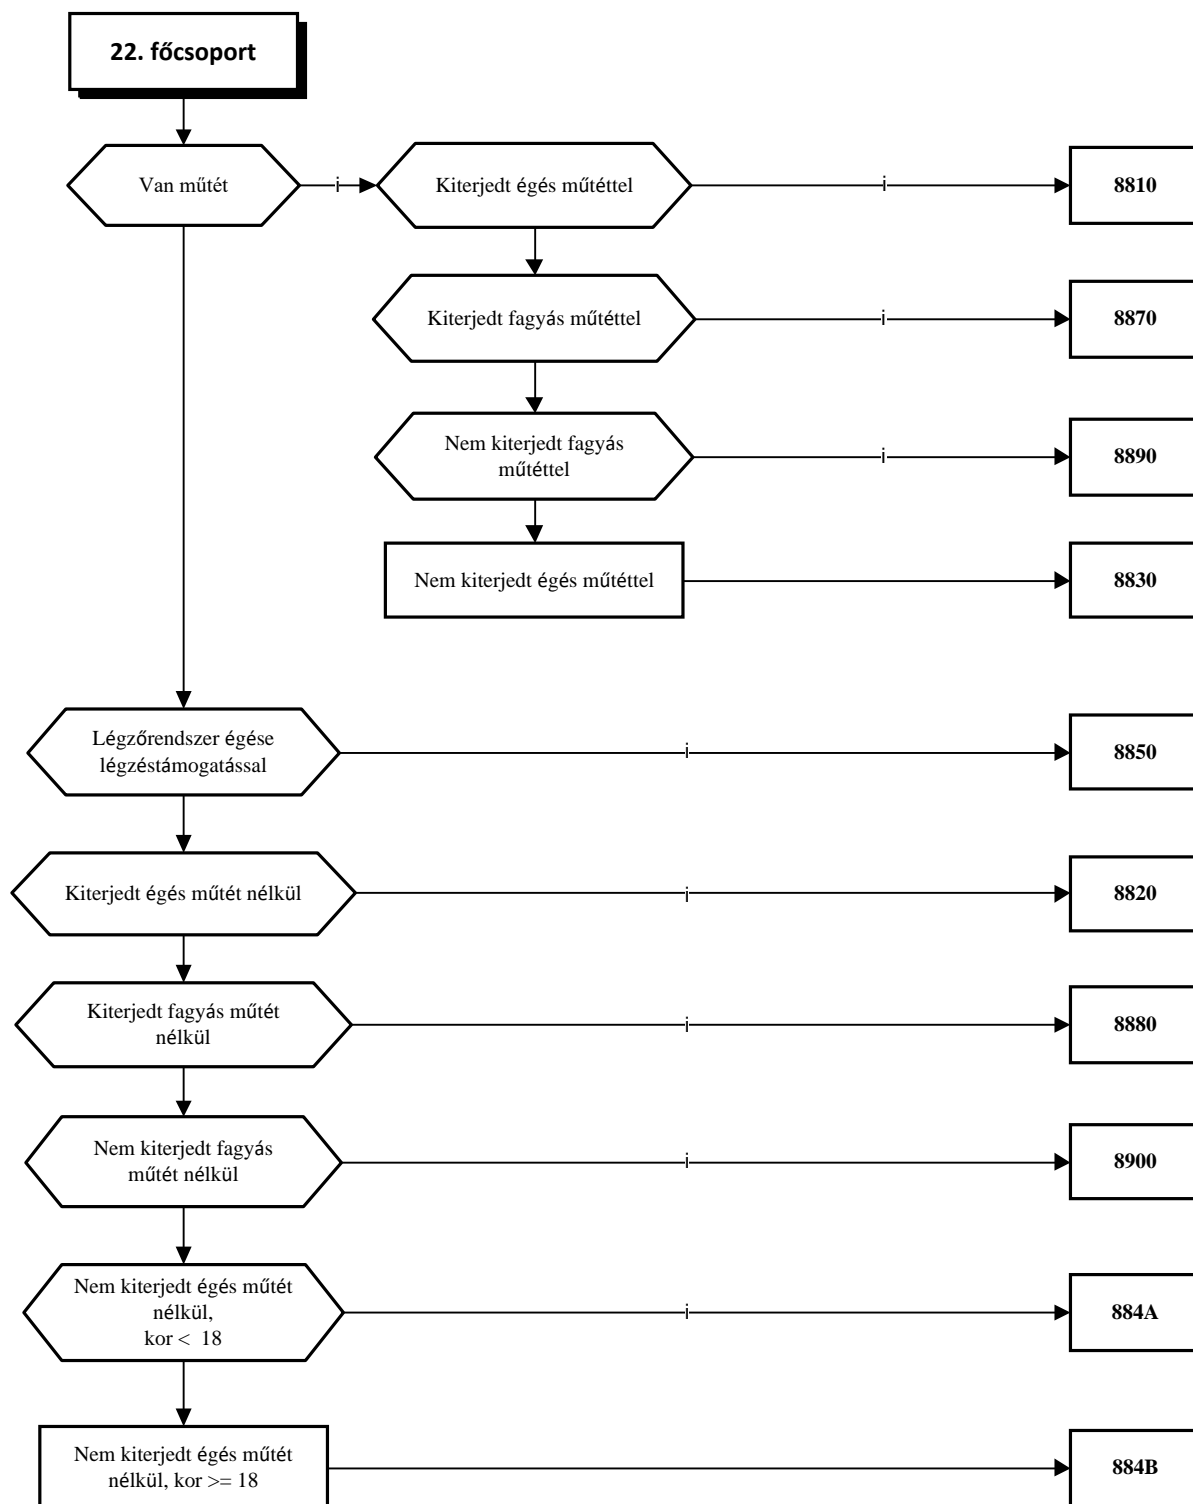 22. főcsoport
Van műtét
i
Kiterjedt égés műtéttel
i
8810
Kiterjedt fagyás műtéttel
i
8870
Nem kiterjedt fagyás
műtéttel
i
8890
Nem kiterjedt égés műtéttel
8830
Légzőrendszer égése
légzéstámogatással
i
8850
Kiterjedt égés műtét nélkül
i
8820
Kiterjedt fagyás műtét
nélkül
i
8880
Nem kiterjedt fagyás
műtét nélkül
i
8900
Nem kiterjedt égés műtét
nélkül,
kor < 18
i
884A
Nem kiterjedt égés műtét
nélkül, kor >= 18
884B